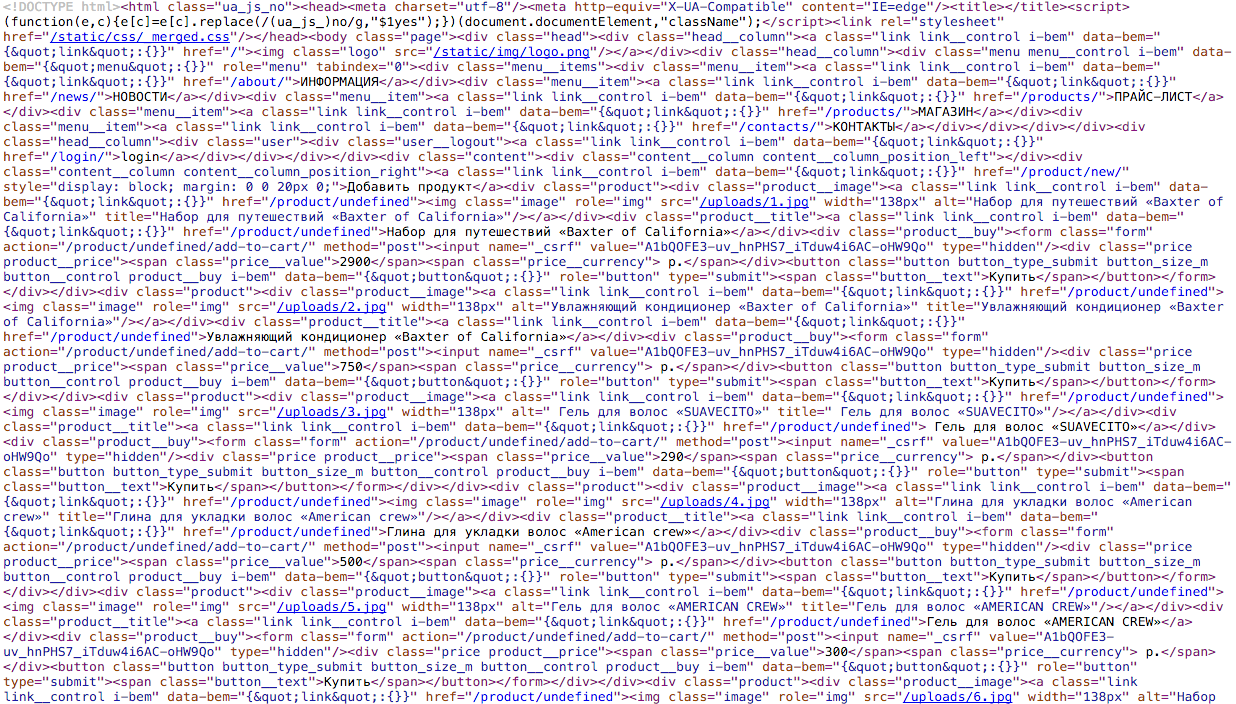 <!DOCTYPE html><html class="ua_js_no"><head><meta charset="utf-8"/><meta http-equiv="X-UA-Compatible" content="IE=edge"/><title></title><script>
(function(e,c){e[c]=e[c].replace(/(ua_js_)no/g,"$1yes");})(document.documentElement,"className");</script><link rel="stylesheet"
href="/static/css/_merged.css"/></head><body class="page"><div class="head"><div class="head__column"><a class="link link__control i-bem" data-bem="
{&quot;link&quot;:{}}" href="/"><img class="logo" src="/static/img/logo.png"/></a></div><div class="head__column"><div class="menu menu__control i-bem" data-
bem="{&quot;menu&quot;:{}}" role="menu" tabindex="0"><div class="menu__items"><div class="menu__item"><a class="link link__control i-bem" data-bem="
{&quot;link&quot;:{}}" href="/about/">ИНФОРМАЦИЯ</a></div><div class="menu__item"><a class="link link__control i-bem" data-bem="{&quot;link&quot;:{}}"
href="/news/">НОВОСТИ</a></div><div class="menu__item"><a class="link link__control i-bem" data-bem="{&quot;link&quot;:{}}" href="/products/">ПРАЙС-ЛИСТ</a>
</div><div class="menu__item"><a class="link link__control i-bem" data-bem="{&quot;link&quot;:{}}" href="/products/">МАГАЗИН</a></div><div
class="menu__item"><a class="link link__control i-bem" data-bem="{&quot;link&quot;:{}}" href="/contacts/">КОНТАКТЫ</a></div></div></div></div><div
class="head__column"><div class="user"><div class="user__logout"><a class="link link__control i-bem" data-bem="{&quot;link&quot;:{}}"
href="/login/">login</a></div></div></div></div><div class="content"><div class="content__column content__column_position_left"></div><div
class="content__column content__column_position_right"><a class="link link__control i-bem" data-bem="{&quot;link&quot;:{}}" href="/product/new/"
style="display: block; margin: 0 0 20px 0;">Добавить продукт</a><div class="product"><div class="product__image"><a class="link link__control i-bem" data-
bem="{&quot;link&quot;:{}}" href="/product/undefined"><img class="image" role="img" src="/uploads/1.jpg" width="138px" alt="Набор для путешествий «Baxter of
California»" title="Набор для путешествий «Baxter of California»"/></a></div><div class="product__title"><a class="link link__control i-bem" data-bem="
{&quot;link&quot;:{}}" href="/product/undefined">Набор для путешествий «Baxter of California»</a></div><div class="product__buy"><form class="form"
action="/product/undefined/add-to-cart/" method="post"><input name="_csrf" value="A1bQOFE3-uv_hnPHS7_iTduw4i6AC-oHW9Qo" type="hidden"/><div class="price
product__price"><span class="price__value">2900</span><span class="price__currency"> р.</span></div><button class="button button_type_submit button_size_m
button__control product__buy i-bem" data-bem="{&quot;button&quot;:{}}" role="button" type="submit"><span class="button__text">Купить</span></button></form>
</div></div><div class="product"><div class="product__image"><a class="link link__control i-bem" data-bem="{&quot;link&quot;:{}}" href="/product/undefined">
<img class="image" role="img" src="/uploads/2.jpg" width="138px" alt="Увлажняющий кондиционер «Baxter of California»" title="Увлажняющий кондиционер «Baxter
of California»"/></a></div><div class="product__title"><a class="link link__control i-bem" data-bem="{&quot;link&quot;:{}}"
href="/product/undefined">Увлажняющий кондиционер «Baxter of California»</a></div><div class="product__buy"><form class="form"
action="/product/undefined/add-to-cart/" method="post"><input name="_csrf" value="A1bQOFE3-uv_hnPHS7_iTduw4i6AC-oHW9Qo" type="hidden"/><div class="price
product__price"><span class="price__value">750</span><span class="price__currency"> р.</span></div><button class="button button_type_submit button_size_m
button__control product__buy i-bem" data-bem="{&quot;button&quot;:{}}" role="button" type="submit"><span class="button__text">Купить</span></button></form>
</div></div><div class="product"><div class="product__image"><a class="link link__control i-bem" data-bem="{&quot;link&quot;:{}}" href="/product/undefined">
<img class="image" role="img" src="/uploads/3.jpg" width="138px" alt=" Гель для волос «SUAVECITO»" title=" Гель для волос «SUAVECITO»"/></a></div><div
class="product__title"><a class="link link__control i-bem" data-bem="{&quot;link&quot;:{}}" href="/product/undefined"> Гель для волос «SUAVECITO»</a></div>
<div class="product__buy"><form class="form" action="/product/undefined/add-to-cart/" method="post"><input name="_csrf" value="A1bQOFE3-uv_hnPHS7_iTduw4i6AC-
oHW9Qo" type="hidden"/><div class="price product__price"><span class="price__value">290</span><span class="price__currency"> р.</span></div><button
class="button button_type_submit button_size_m button__control product__buy i-bem" data-bem="{&quot;button&quot;:{}}" role="button" type="submit"><span
class="button__text">Купить</span></button></form></div></div><div class="product"><div class="product__image"><a class="link link__control i-bem" data-bem="
{&quot;link&quot;:{}}" href="/product/undefined"><img class="image" role="img" src="/uploads/4.jpg" width="138px" alt="Глина для укладки волос «American
crew»" title="Глина для укладки волос «American crew»"/></a></div><div class="product__title"><a class="link link__control i-bem" data-bem="
{&quot;link&quot;:{}}" href="/product/undefined">Глина для укладки волос «American crew»</a></div><div class="product__buy"><form class="form"
action="/product/undefined/add-to-cart/" method="post"><input name="_csrf" value="A1bQOFE3-uv_hnPHS7_iTduw4i6AC-oHW9Qo" type="hidden"/><div class="price
product__price"><span class="price__value">500</span><span class="price__currency"> р.</span></div><button class="button button_type_submit button_size_m
button__control product__buy i-bem" data-bem="{&quot;button&quot;:{}}" role="button" type="submit"><span class="button__text">Купить</span></button></form>
</div></div><div class="product"><div class="product__image"><a class="link link__control i-bem" data-bem="{&quot;link&quot;:{}}" href="/product/undefined">
<img class="image" role="img" src="/uploads/5.jpg" width="138px" alt="Гель для волос «AMERICAN CREW»" title="Гель для волос «AMERICAN CREW»"/></a></div><div
class="product__title"><a class="link link__control i-bem" data-bem="{&quot;link&quot;:{}}" href="/product/undefined">Гель для волос «AMERICAN CREW»</a>
</div><div class="product__buy"><form class="form" action="/product/undefined/add-to-cart/" method="post"><input name="_csrf" value="A1bQOFE3-
uv_hnPHS7_iTduw4i6AC-oHW9Qo" type="hidden"/><div class="price product__price"><span class="price__value">300</span><span class="price__currency"> р.</span>
</div><button class="button button_type_submit button_size_m button__control product__buy i-bem" data-bem="{&quot;button&quot;:{}}" role="button"
type="submit"><span class="button__text">Купить</span></button></form></div></div><div class="product"><div class="product__image"><a class="link
link__control i-bem" data-bem="{&quot;link&quot;:{}}" href="/product/undefined"><img class="image" role="img" src="/uploads/6.jpg" width="138px" alt="Набор